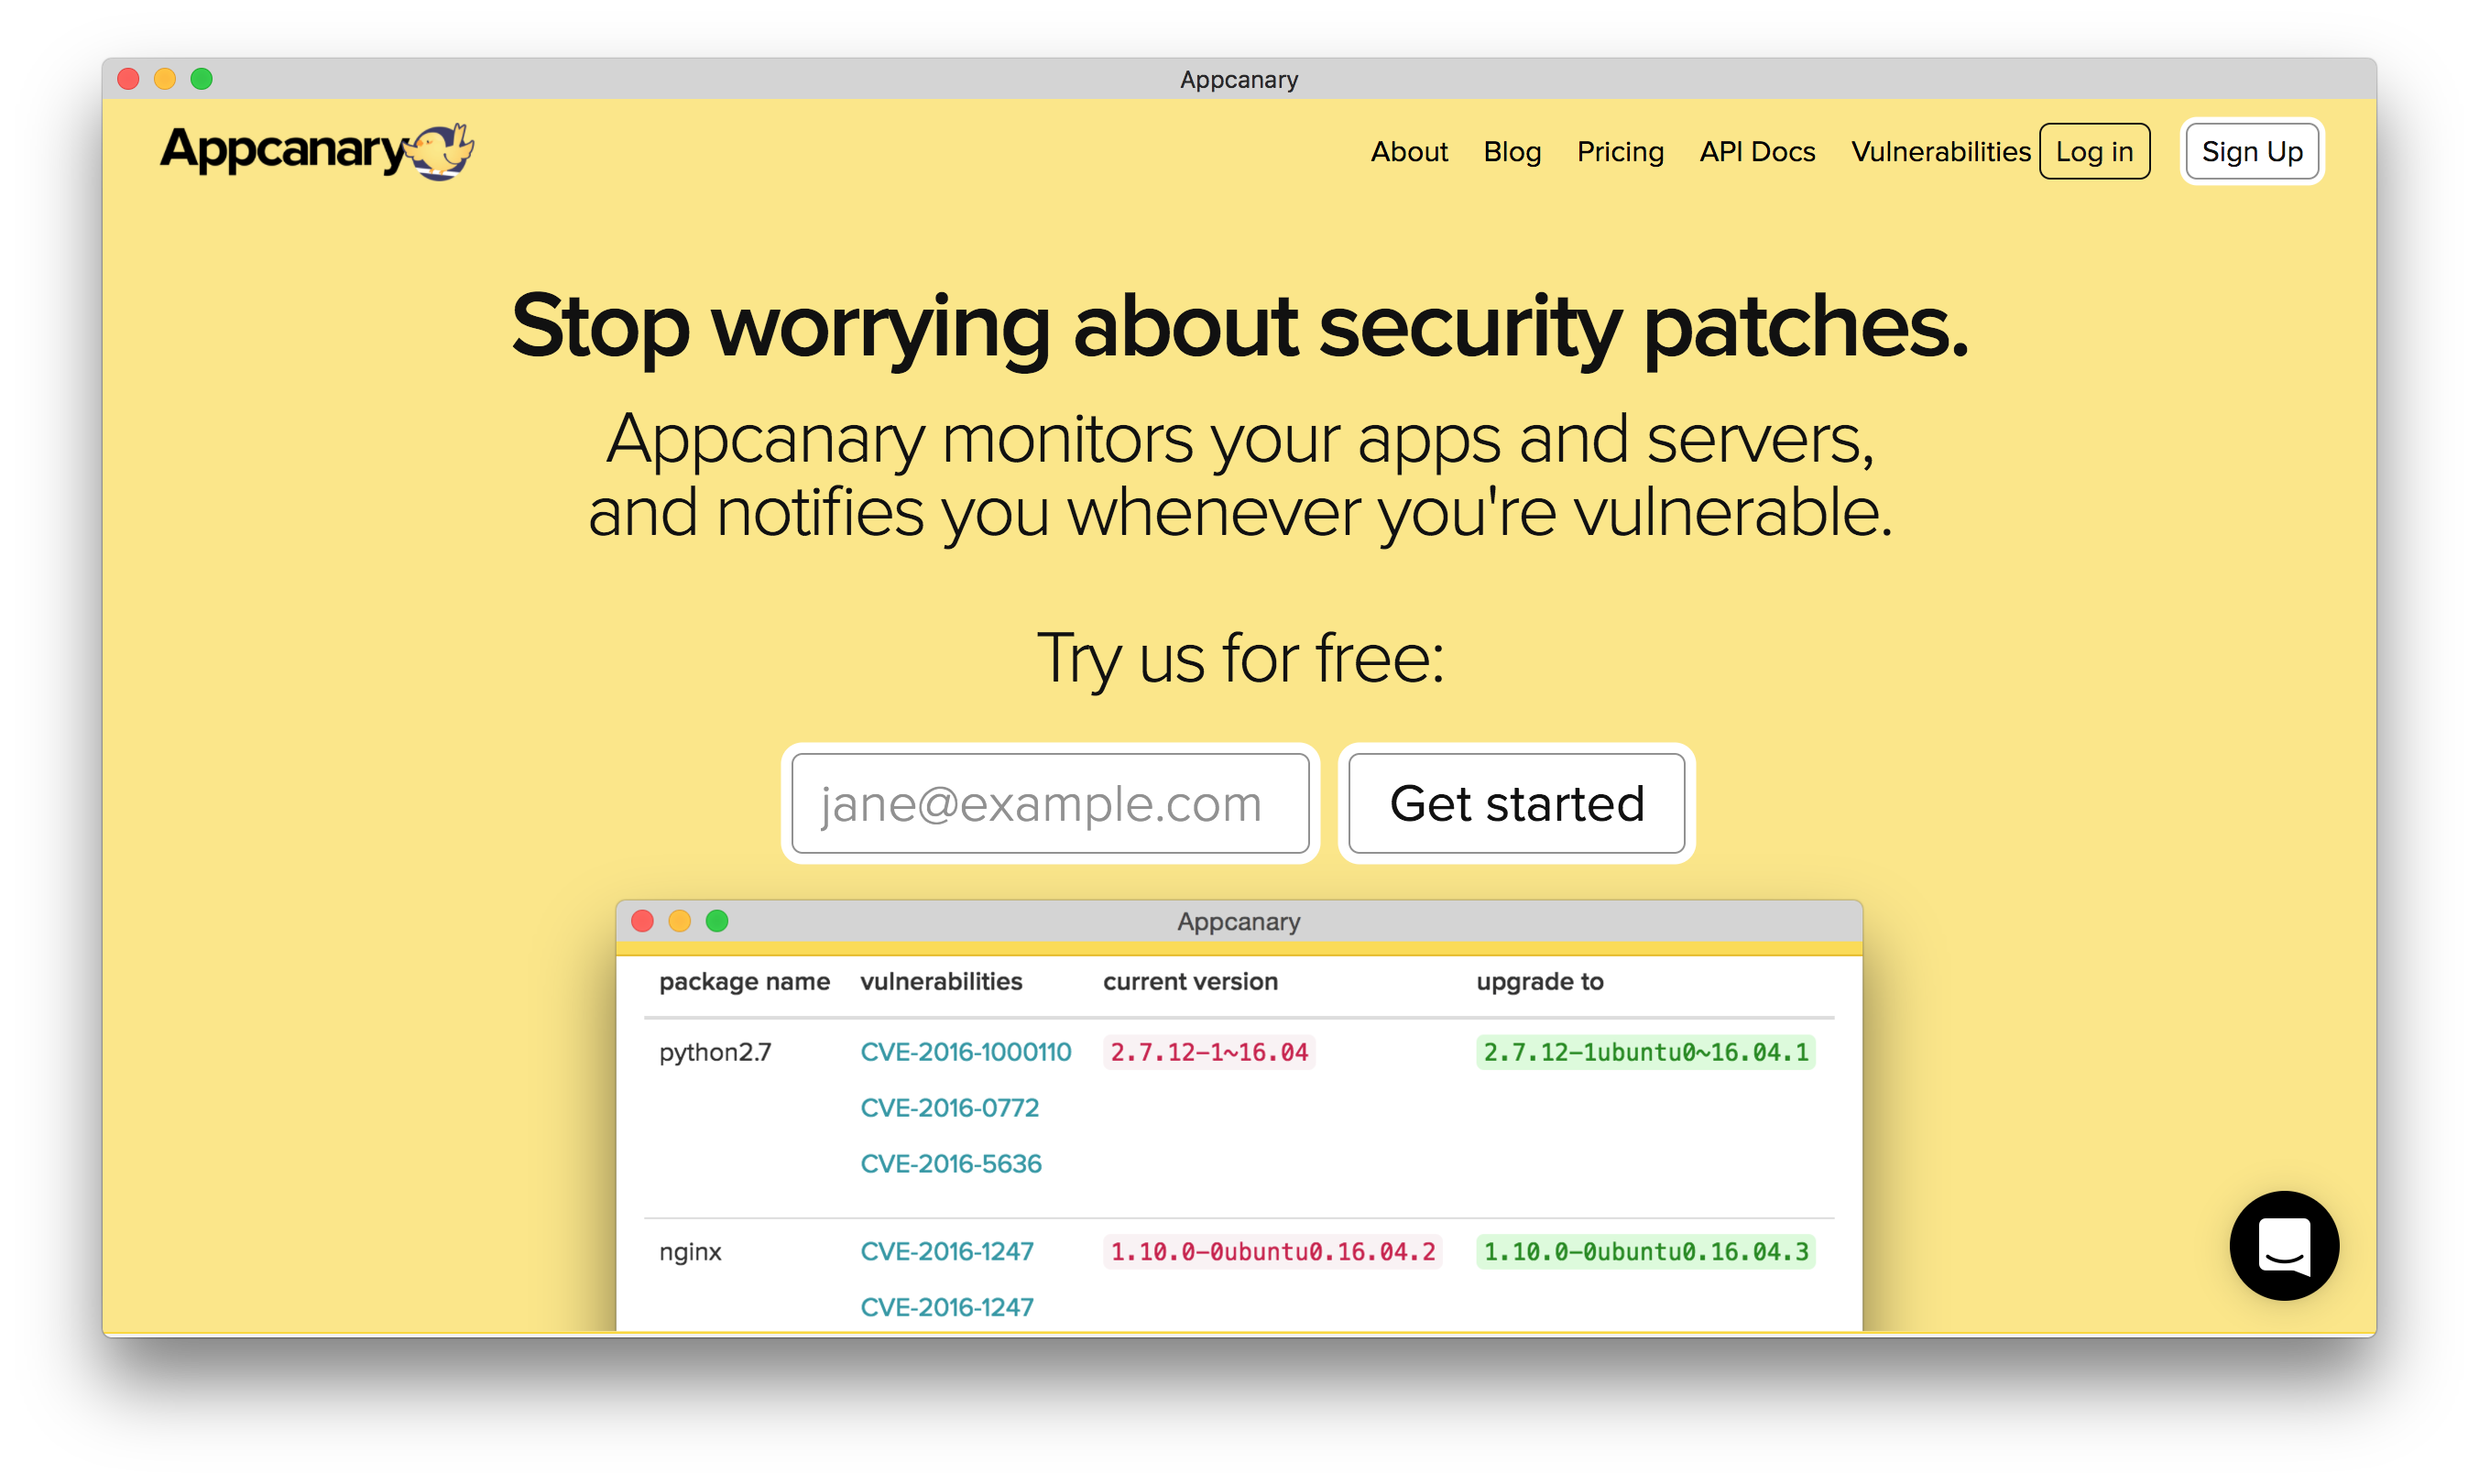 Appcanary
Appcanary
About Blog Pricing API Docs Vulnerabilities Log in Sign Up
Stop worrying about security patches.
Appcanary monitors your apps and servers,
and notifies you whenever you're vulnerable.
Try us for free:
jane@example.com Get started
Appcanary
package name vulnerabilities current version upgrade to
python2.7 CVE-2016-1000110 2.7.12-1~16.04 2.7.12-1ubuntu0~16.04.1
CVE-2016-0772
CVE-2016-5636
nginx CVE-2016-1247 1.10.0-0ubuntu0.16.04.2 1.10.0-0ubuntu0.16.04.3
CVE-2016-1247